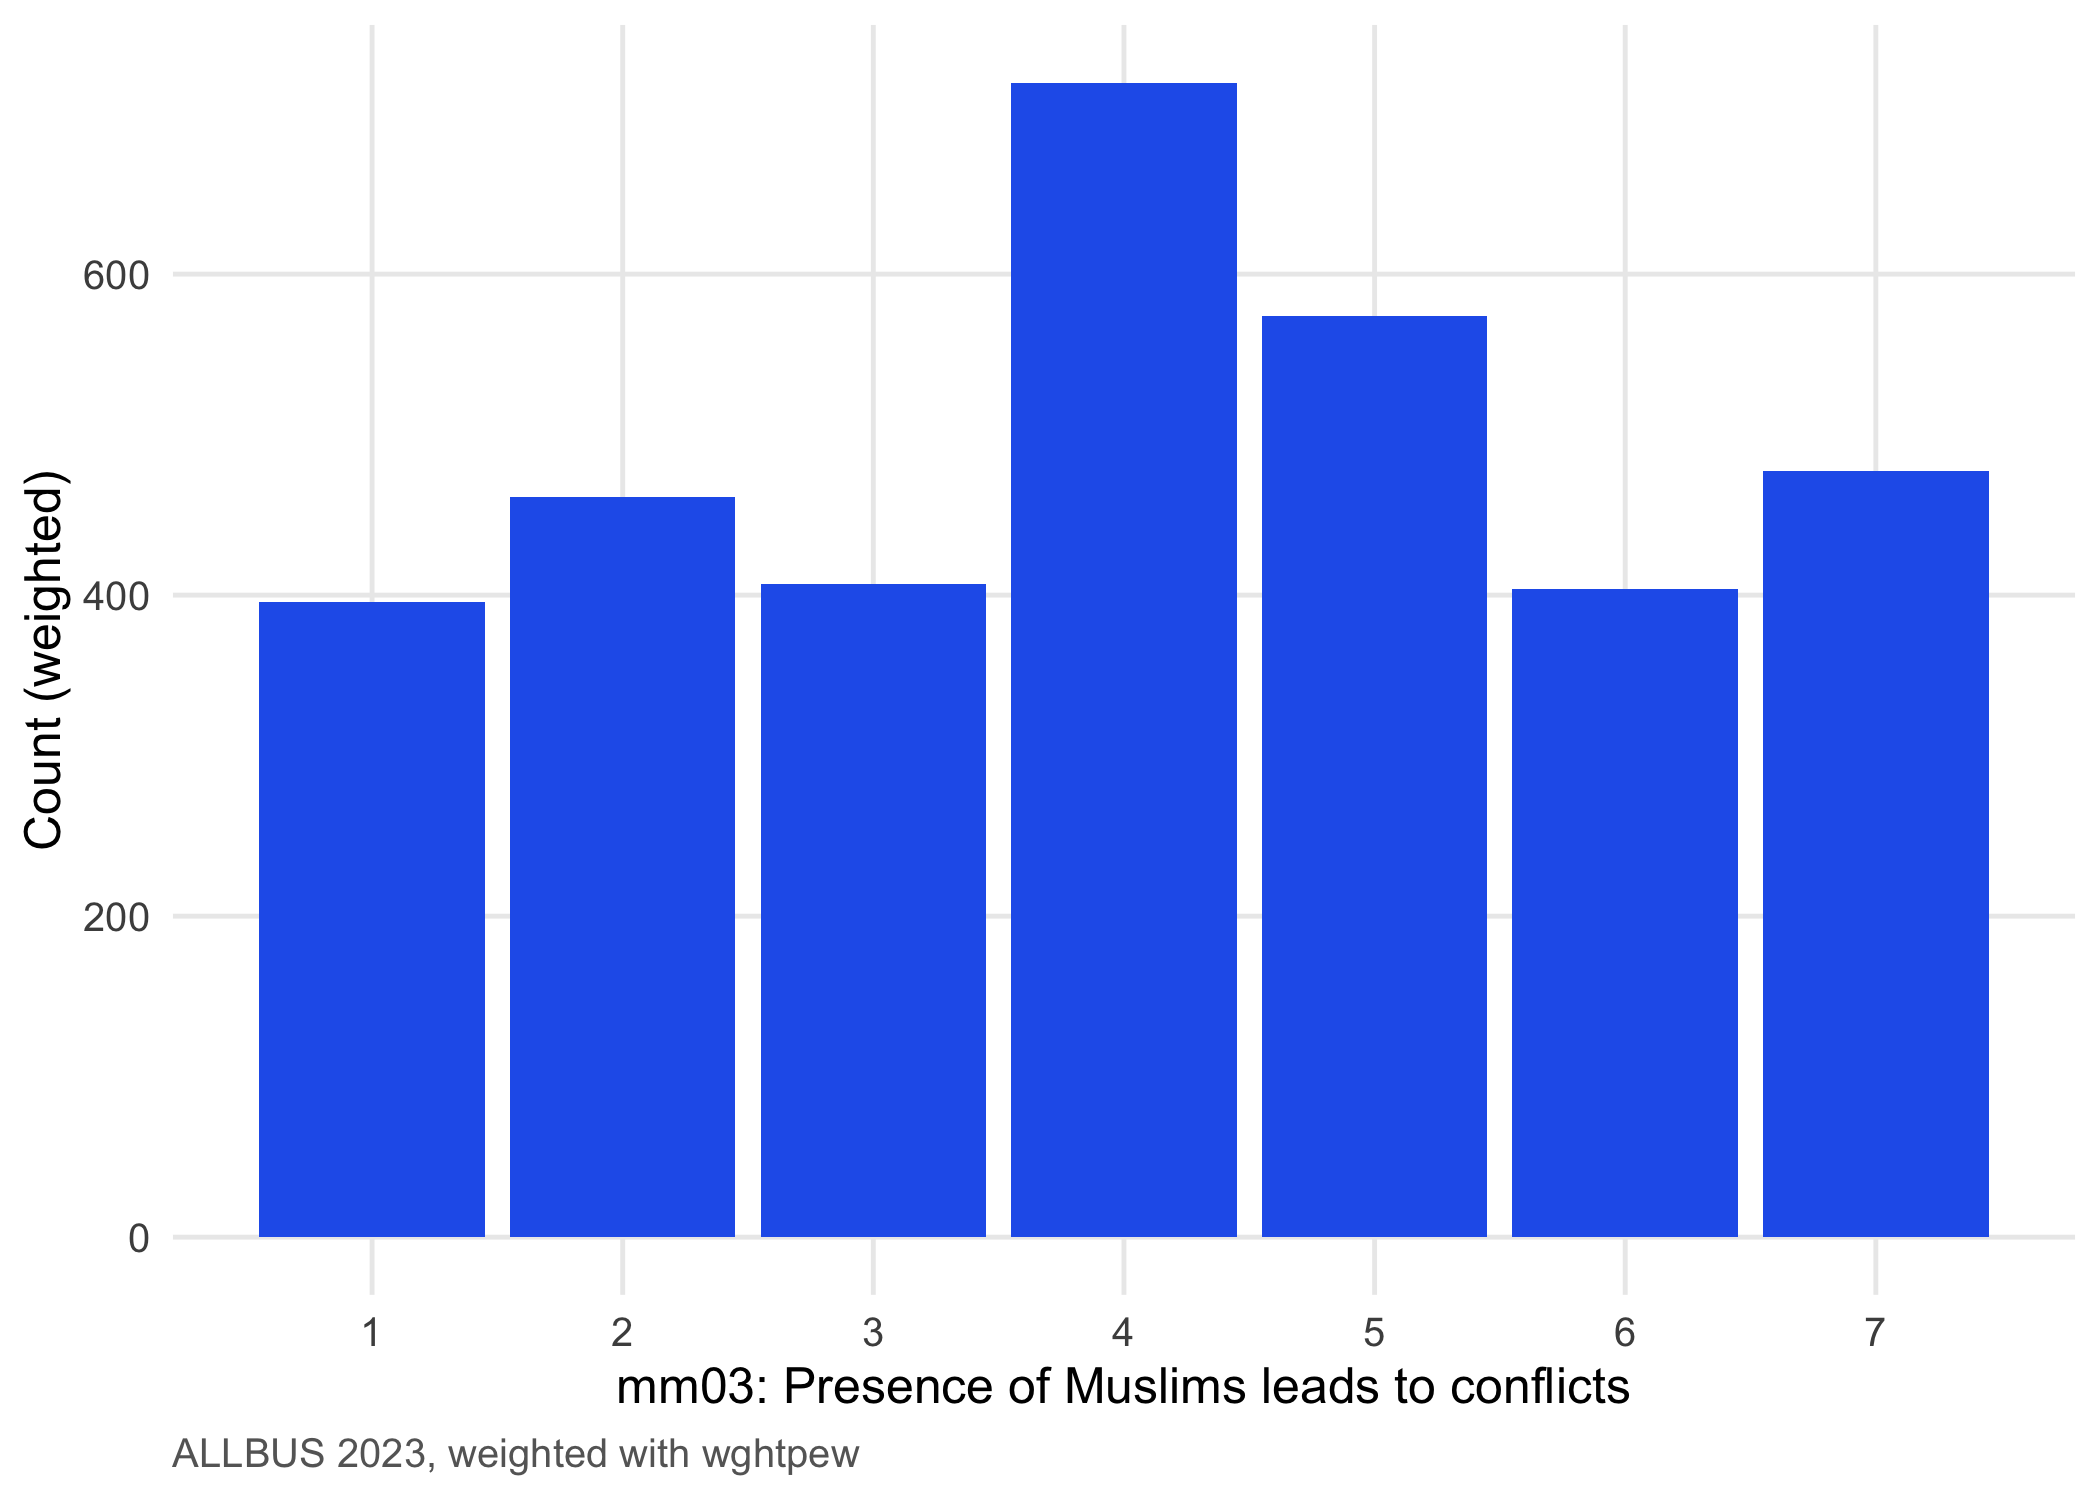 Count (weighted)
600
400
200
0
1 2 3 4 5 6 7
mm03: Presence of Muslims leads to conflicts
ALLBUS 2023, weighted with wghtpew